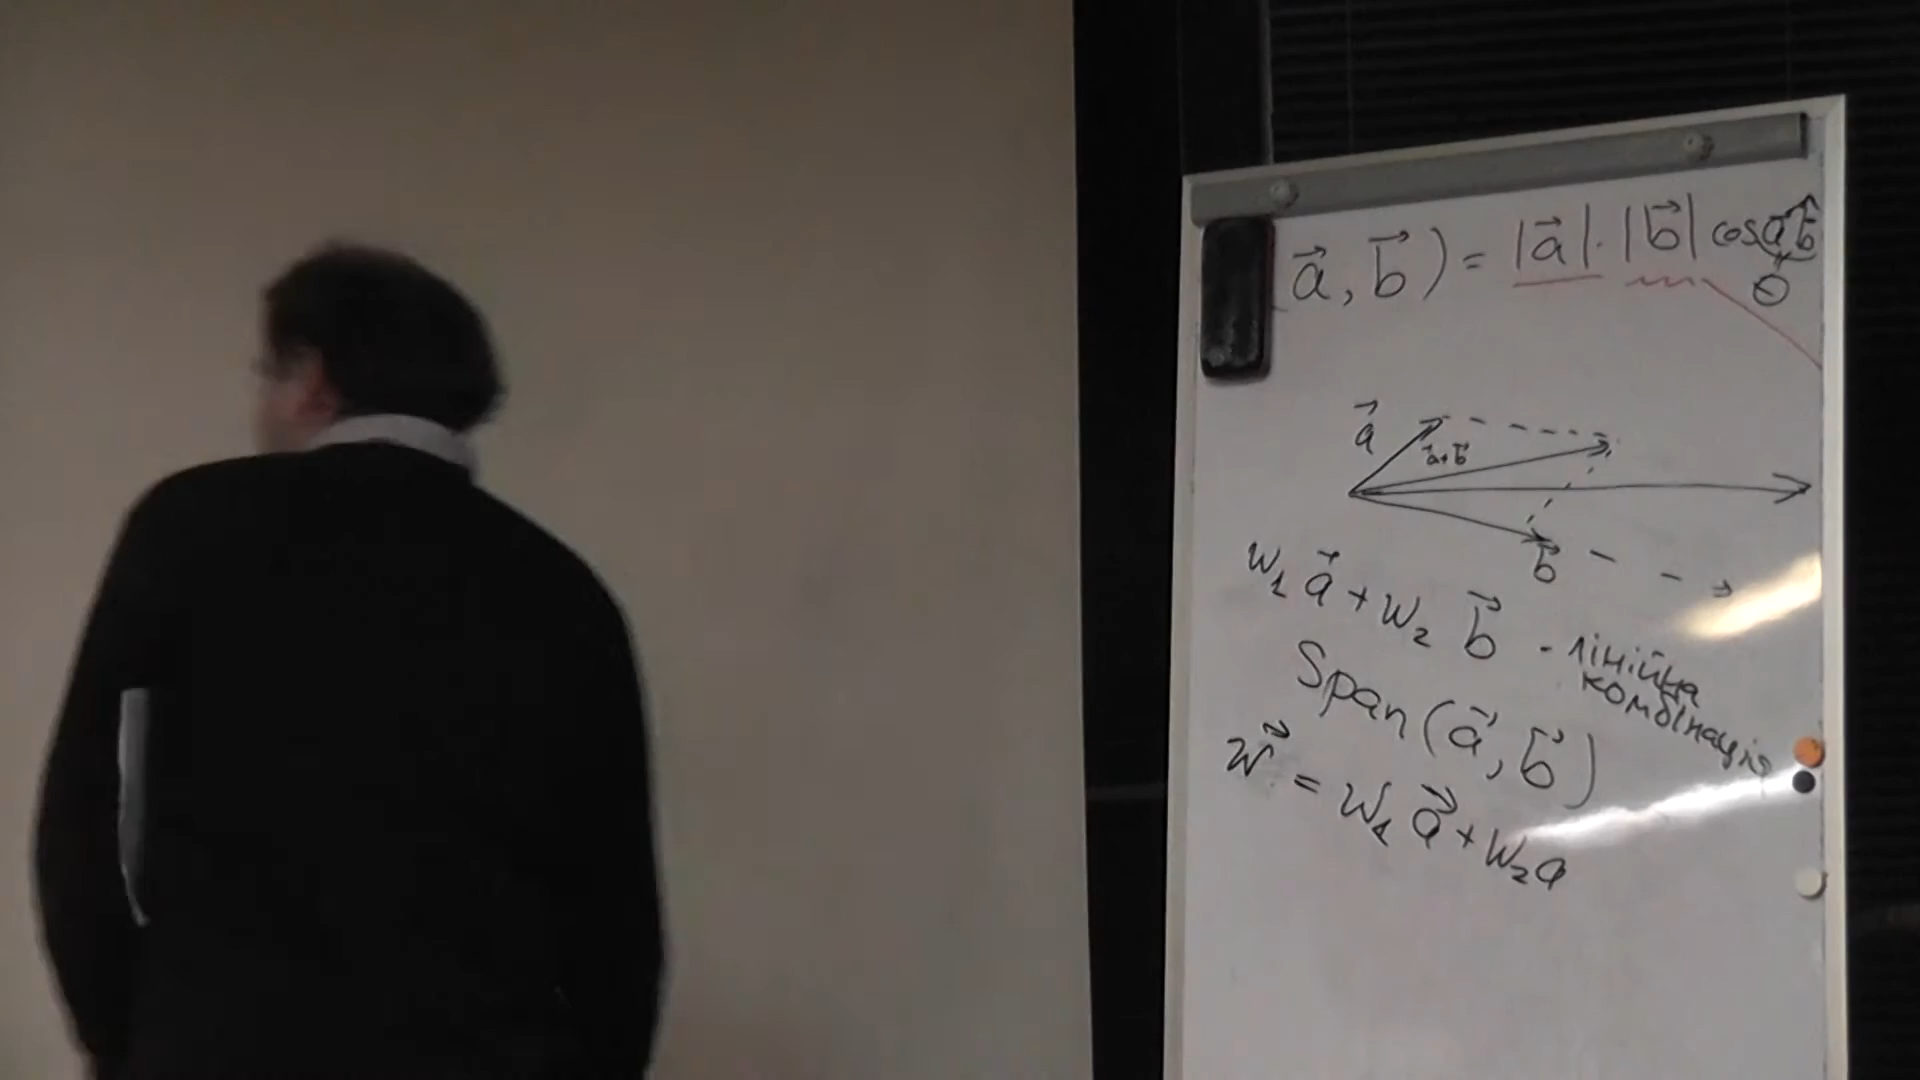 (a⃗, b⃗) = |a⃗| · |b⃗| cos a⃗b⃗
θ
a⃗
a⃗+b⃗
b⃗
w₁ a⃗ + w₂ b⃗ - лінійна
комбінація
Span(a⃗, b⃗)
w⃗ = w₁ a⃗ + w₂ a